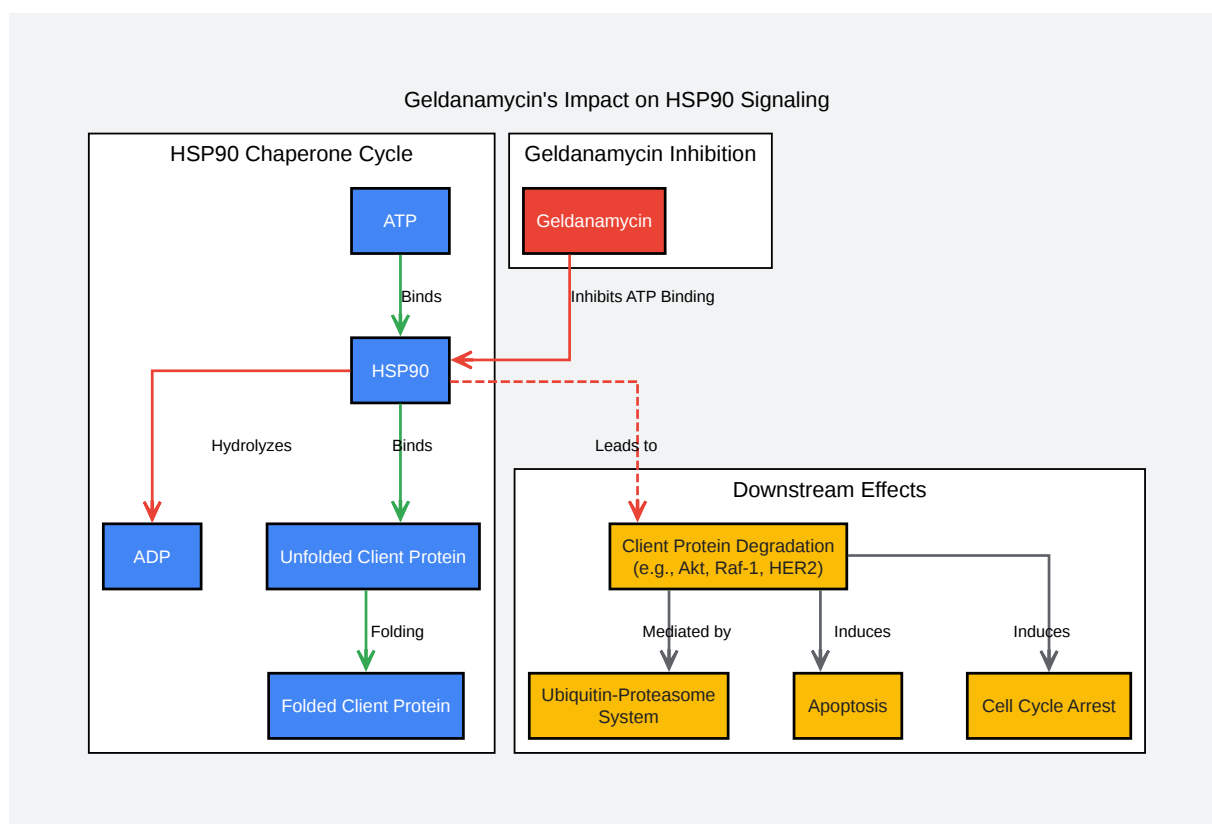 Geldanamycin's Impact on HSP90 Signaling
HSP90 Chaperone Cycle
Geldanamycin Inhibition
ATP
Geldanamycin
Binds
Inhibits ATP Binding
HSP90
Hydrolyzes
Binds
Leads to
Downstream Effects
ADP
Unfolded Client Protein
Client Protein Degradation
(e.g., Akt, Raf-1, HER2)
Folding
Mediated by
Induces
Induces
Folded Client Protein
Ubiquitin-Proteasome
System
Apoptosis
Cell Cycle Arrest